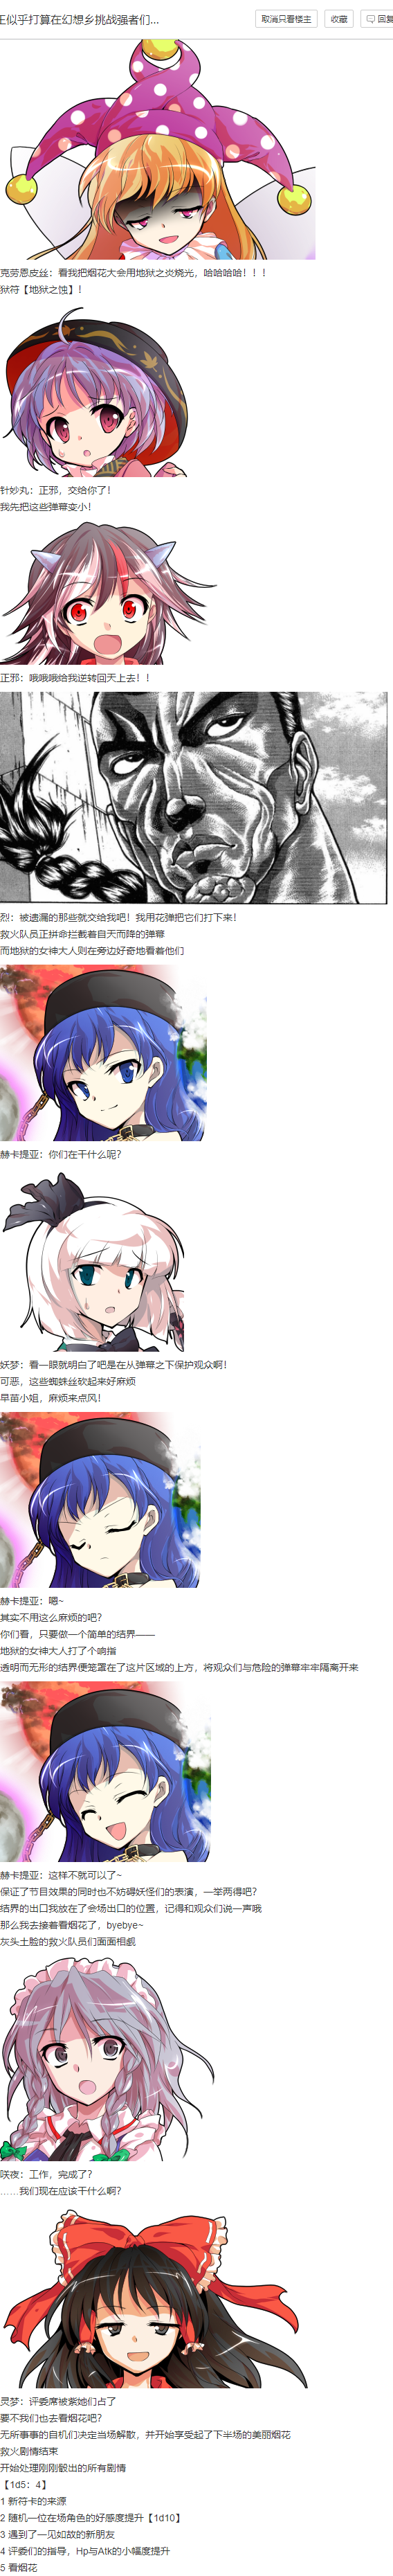 王似乎打算在幻想乡挑战强者们...
取消只看楼主
收藏
回复
克劳恩皮丝：看我把烟花大会用地狱之炎烧光，哈哈哈哈！！！
狱符【地狱之蚀】！
针妙丸：正邪，交给你了！
我先把这些弹幕变小！
正邪：哦哦哦给我逆转回天上去！！
烈：被遗漏的那些就交给我吧！我用花弹把它们打下来！
救火队员正拼命拦截着自天而降的弹幕
而地狱的女神大人则在旁边好奇地看着他们
赫卡提亚：你们在干什么呢？
妖梦：看一眼就明白了吧是在从弹幕之下保护观众啊！
可恶，这些蜘蛛丝砍起来好麻烦
早苗小姐，麻烦来点风！
赫卡提亚：嗯~
其实不用这么麻烦的吧？
你们看，只要做一个简单的结界——
地狱的女神大人打了个响指
透明而无形的结界便笼罩在了这片区域的上方，将观众们与危险的弹幕牢牢隔离开来
赫卡提亚：这样不就可以了~
保证了节目效果的同时也不妨碍妖怪们的表演，一举两得吧？
结界的出口我放在了会场出口的位置，记得和观众们说一声哦
那么我去接着看烟花了，byebye~
灰头土脸的救火队员们面面相觑
咲夜：工作，完成了？
……我们现在应该干什么啊？
灵梦：评委席被紫她们占了
要不我们也去看烟花吧？
无所事事的自机们决定当场解散，并开始享受起了下半场的美丽烟花
救火剧情结束
开始处理刚刚骰出的所有剧情
【1d5：4】
1 新符卡的来源
2 随机一位在场角色的好感度提升【1d10】
3 遇到了一见如故的新朋友
4 评委们的指导，Hp与Atk的小幅度提升
5 看烟花